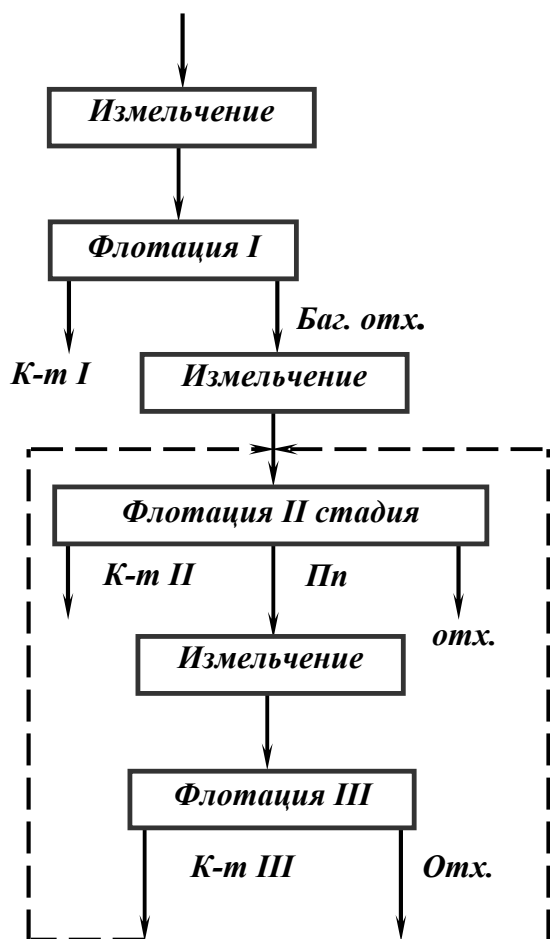 Измельчение
Флотация I
Баг. отх.
К-т I
Измельчение
Флотация II стадия
К-т II
Пп
отх.
Измельчение
Флотация III
К-т III
Отх.